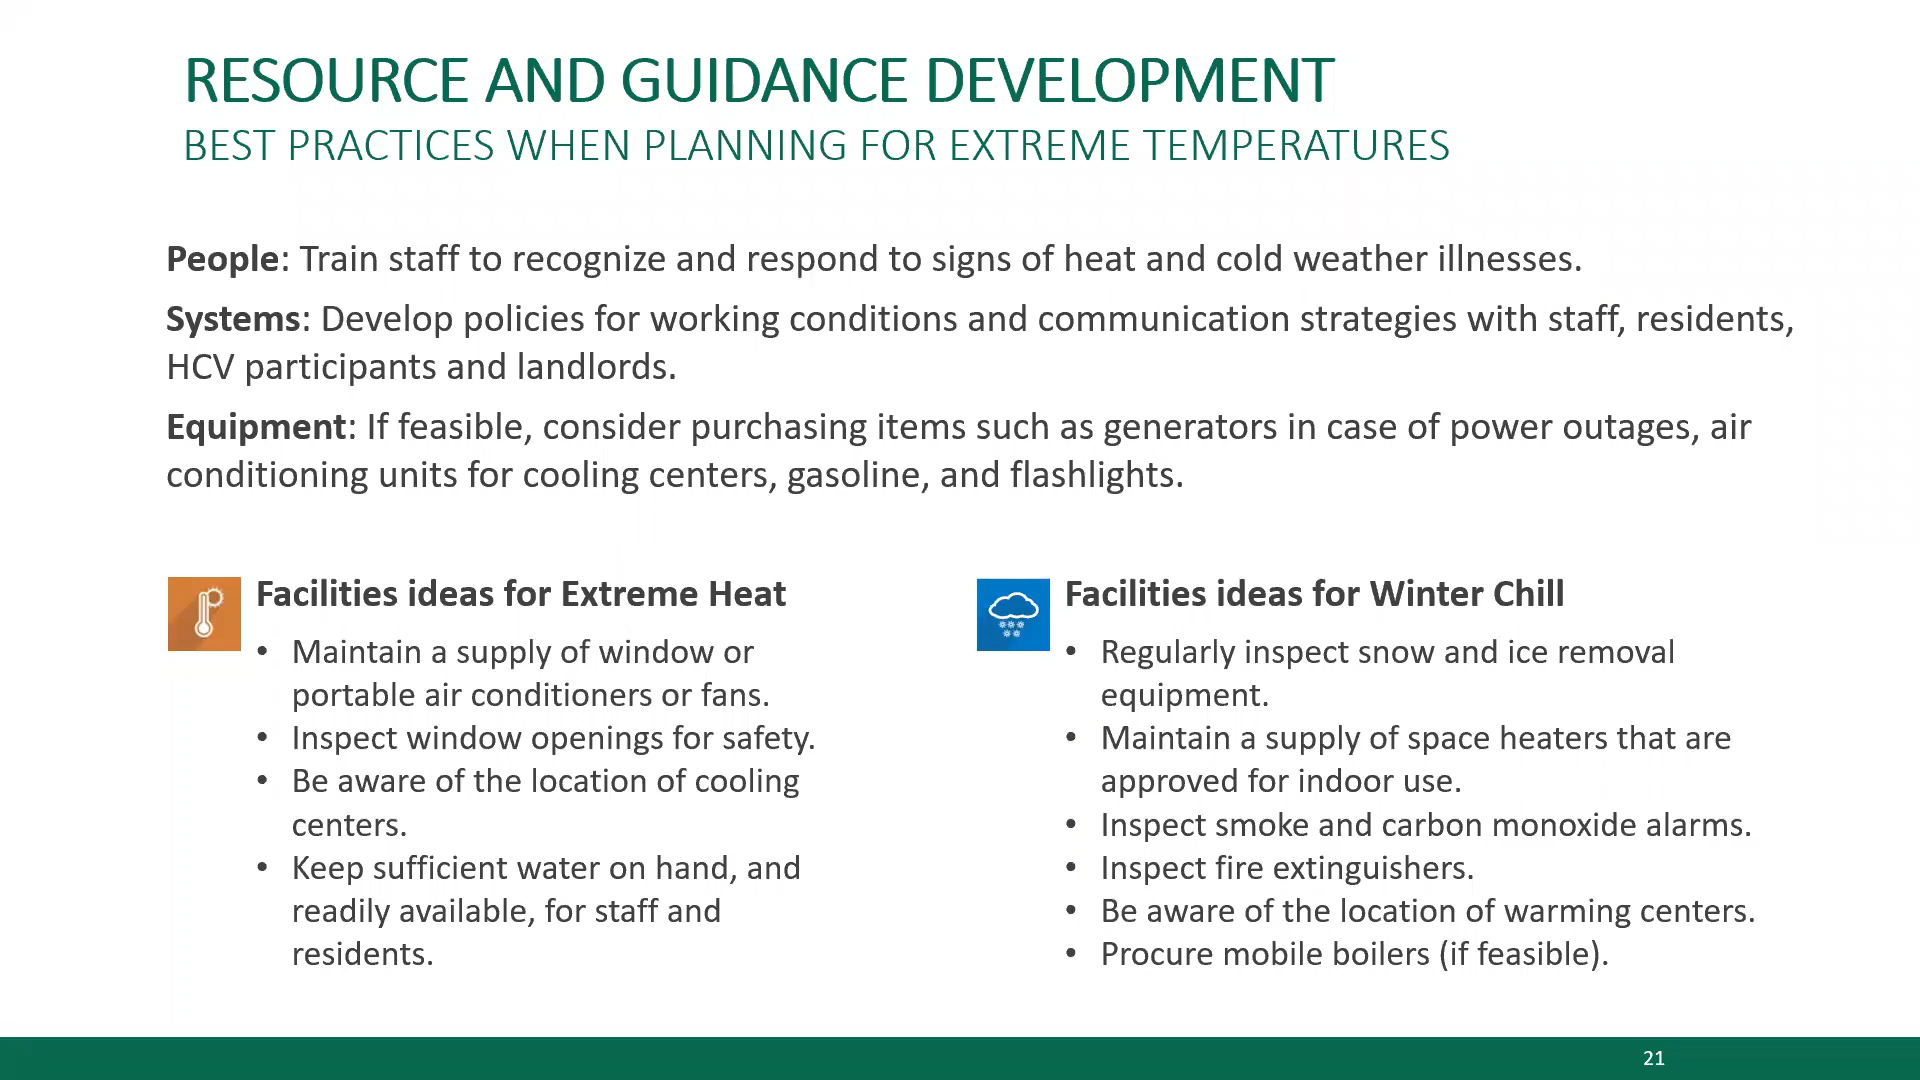 RESOURCE AND GUIDANCE DEVELOPMENT
BEST PRACTICES WHEN PLANNING FOR EXTREME TEMPERATURES
People: Train staff to recognize and respond to signs of heat and cold weather illnesses.
Systems: Develop policies for working conditions and communication strategies with staff, residents,
HCV participants and landlords.
Equipment: If feasible, consider purchasing items such as generators in case of power outages, air
conditioning units for cooling centers, gasoline, and flashlights.
Facilities ideas for Extreme Heat
• Maintain a supply of window or
portable air conditioners or fans.
• Inspect window openings for safety.
• Be aware of the location of cooling
centers.
• Keep sufficient water on hand, and
readily available, for staff and
residents.
Facilities ideas for Winter Chill
• Regularly inspect snow and ice removal
equipment.
• Maintain a supply of space heaters that are
approved for indoor use.
• Inspect smoke and carbon monoxide alarms.
• Inspect fire extinguishers.
• Be aware of the location of warming centers.
• Procure mobile boilers (if feasible).
21